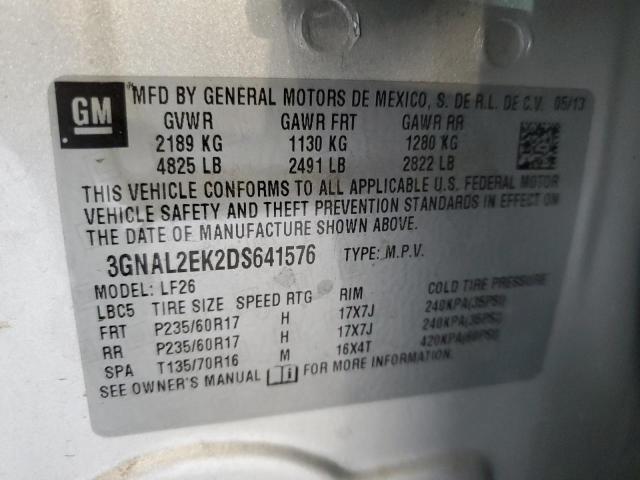 GM
® MFD BY GENERAL MOTORS DE MEXICO, S. DE R.L. DE C.V. 05/13
GVWR GAWR FRT GAWR RR
2189 KG 1130 KG 1280 KG
4825 LB 2491 LB 2822 LB
THIS VEHICLE CONFORMS TO ALL APPLICABLE U.S. FEDERAL MOTOR
VEHICLE SAFETY AND THEFT PREVENTION STANDARDS IN EFFECT ON
THE DATE OF MANUFACTURE SHOWN ABOVE.
3GNAL2EK2DS641576 TYPE: M.P.V.
MODEL: LF26
LBC5 TIRE SIZE SPEED RTG RIM COLD TIRE PRESSURE
FRT P235/60R17 H 17X7J 240KPA(35PSI)
RR P235/60R17 H 17X7J 240KPA(35PSI)
SPA T135/70R16 M 16X4T 420KPA(60PSI)
SEE OWNER'S MANUAL FOR MORE INFORMATION.